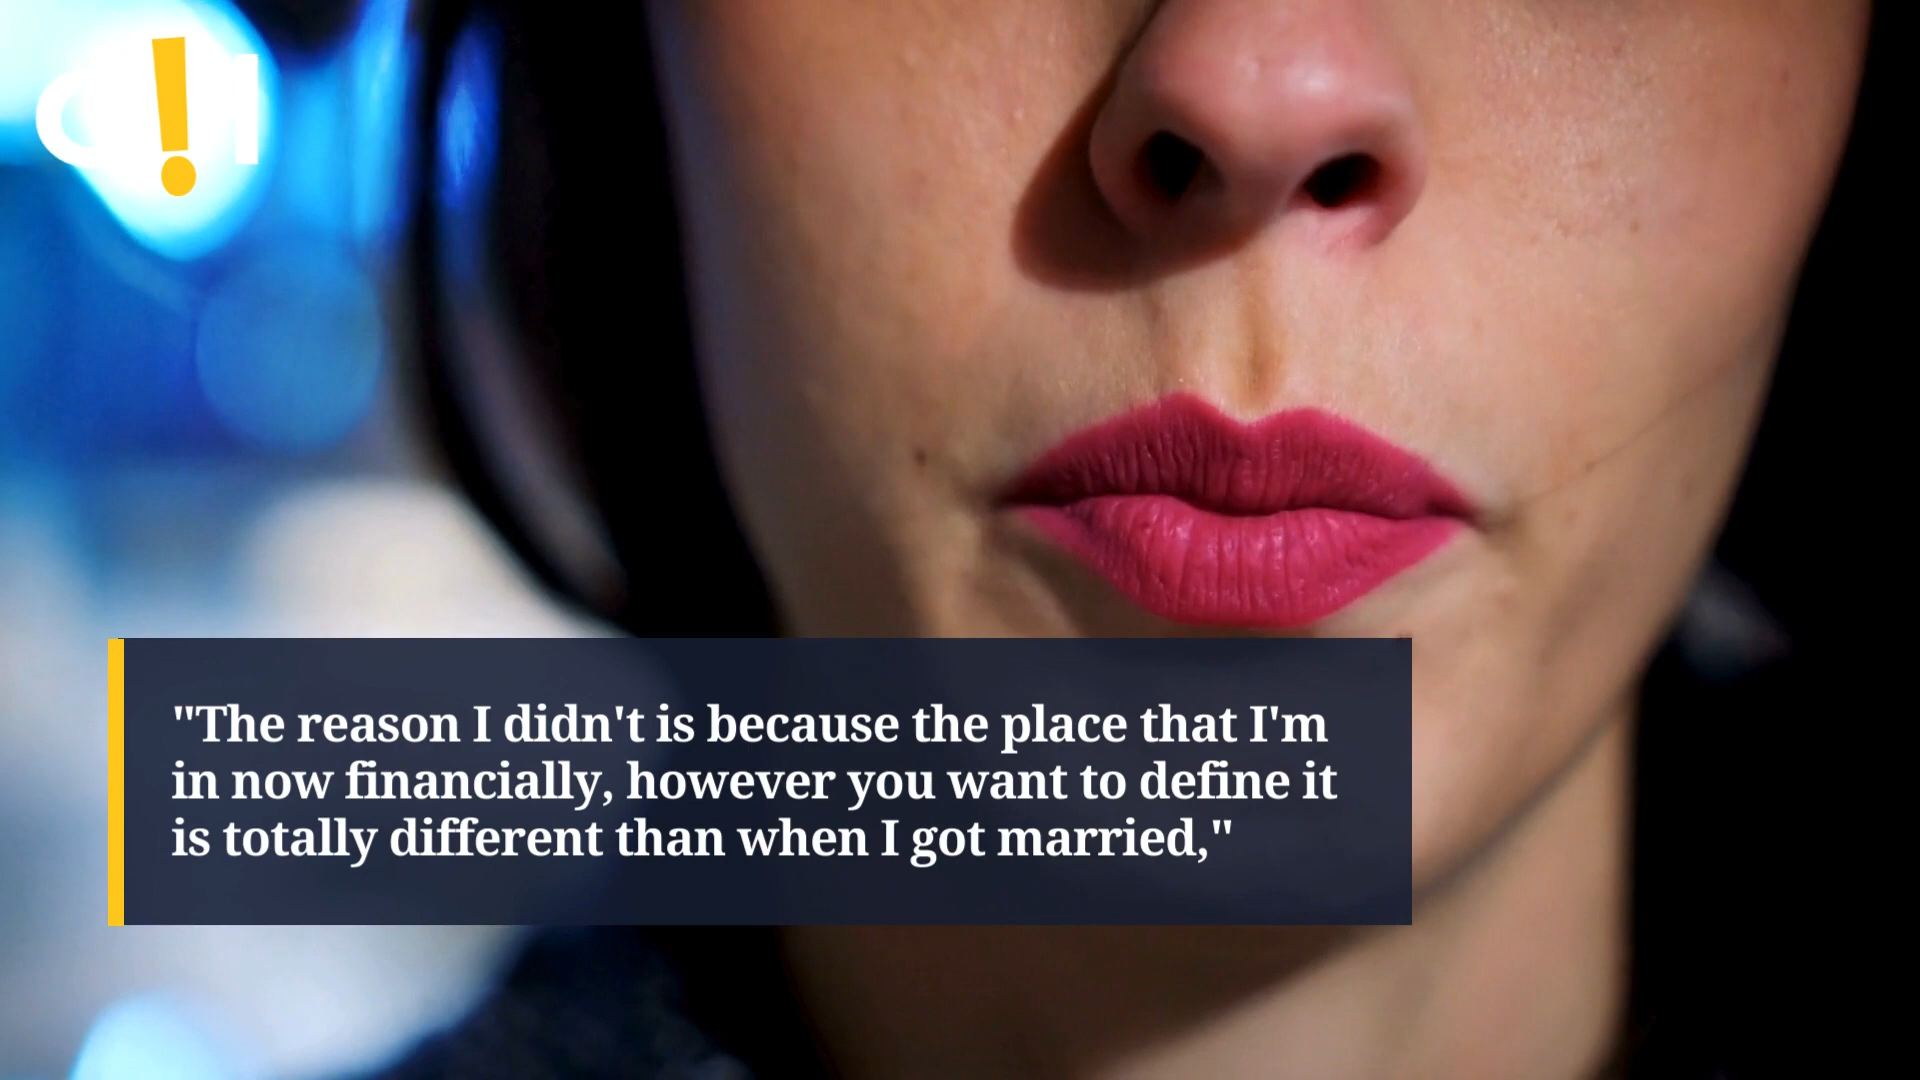 "The reason I didn't is because the place that I'm
in now financially, however you want to define it
is totally different than when I got married,"